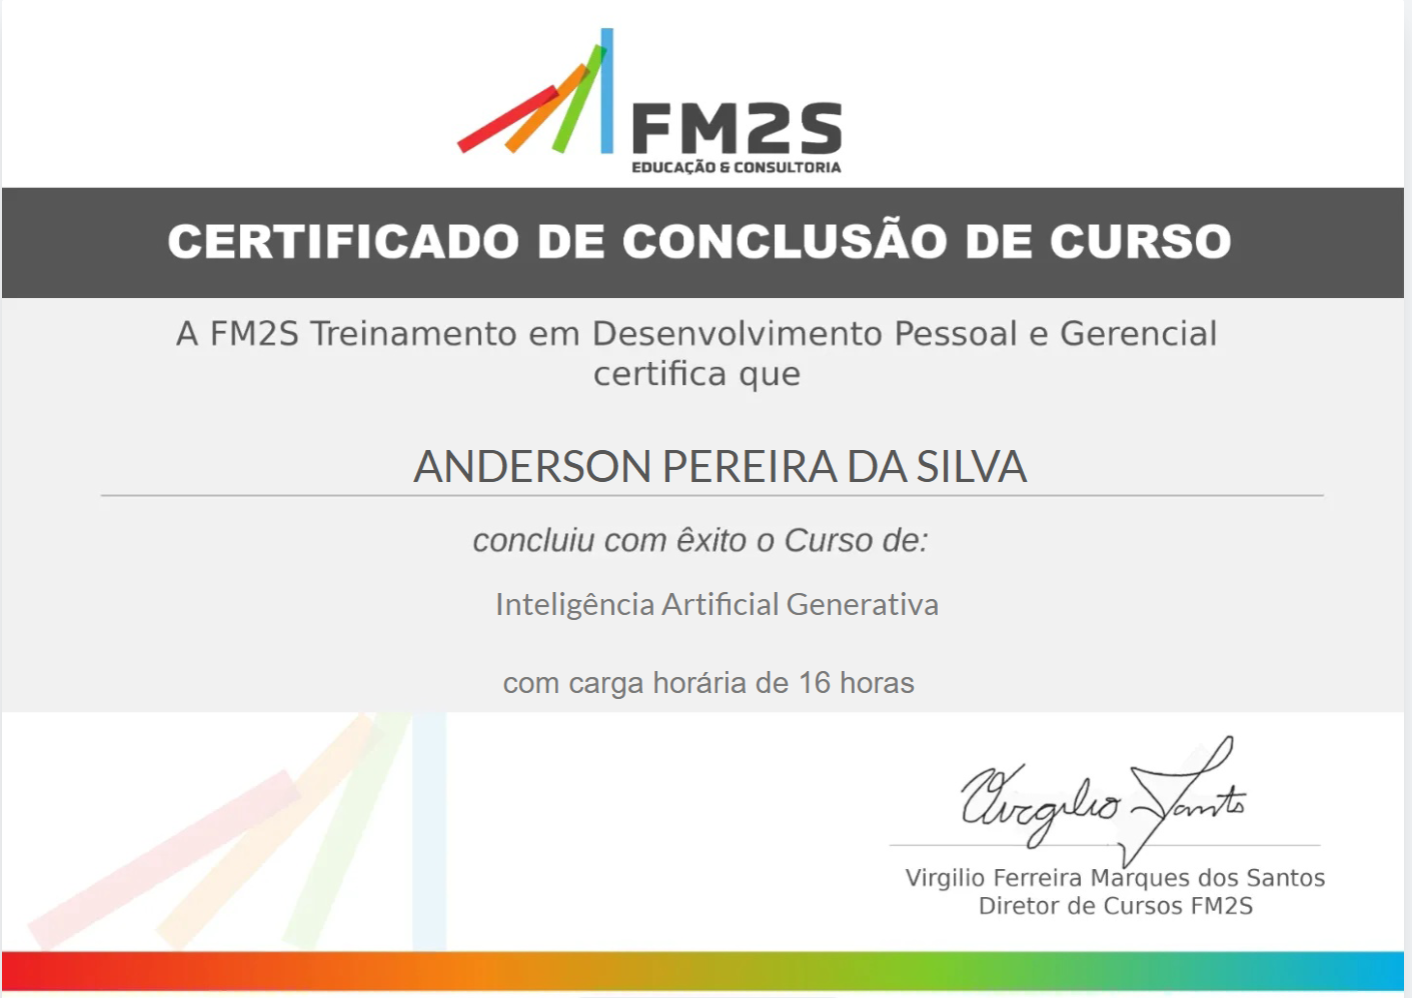 FM2S
EDUCAÇÃO & CONSULTORIA
CERTIFICADO DE CONCLUSÃO DE CURSO
A FM2S Treinamento em Desenvolvimento Pessoal e Gerencial
certifica que
ANDERSON PEREIRA DA SILVA
concluiu com êxito o Curso de:
Inteligência Artificial Generativa
com carga horária de 16 horas
Virgilio Santos
Virgilio Ferreira Marques dos Santos
Diretor de Cursos FM2S